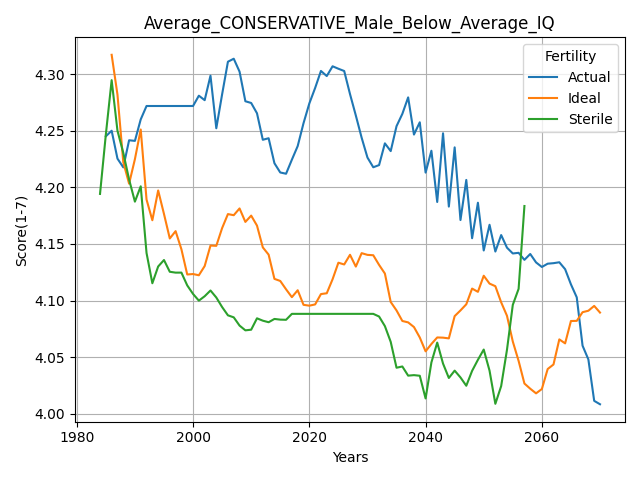 Average_CONSERVATIVE_Male_Below_Average_IQ
Fertility
Actual
Ideal
Sterile
Score(1-7)
4.30
4.25
4.20
4.15
4.10
4.05
4.00
1980
2000
2020
2040
2060
Years